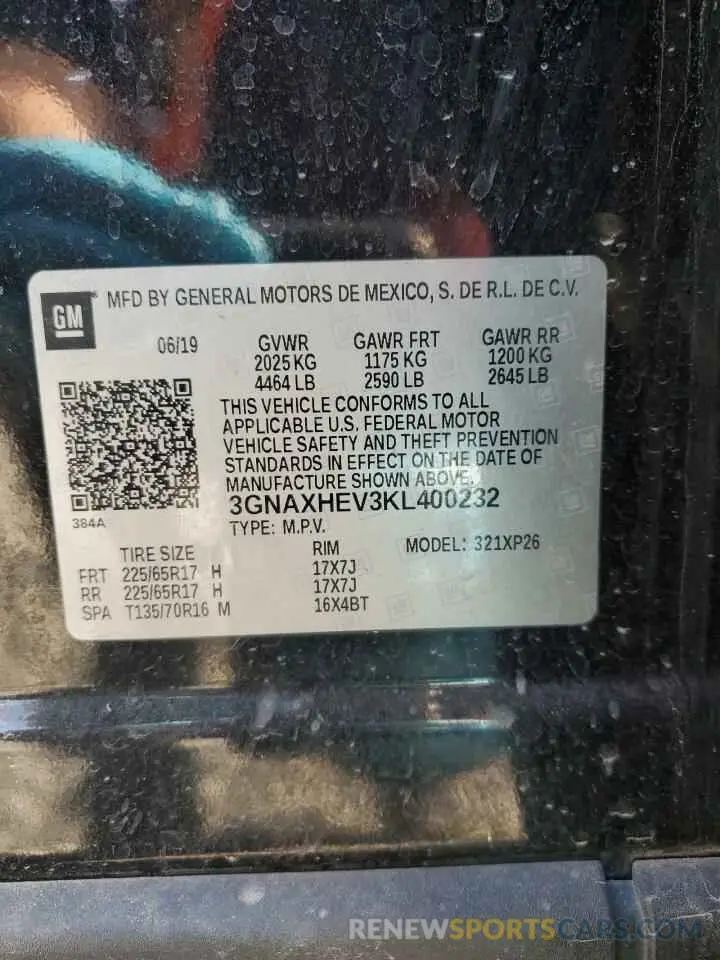 GM® MFD BY GENERAL MOTORS DE MEXICO, S. DE R.L. DE C.V.
06/19 GVWR GAWR FRT GAWR RR
2025 KG 1175 KG 1200 KG
4464 LB 2590 LB 2645 LB
THIS VEHICLE CONFORMS TO ALL
APPLICABLE U.S. FEDERAL MOTOR
VEHICLE SAFETY AND THEFT PREVENTION
STANDARDS IN EFFECT ON THE DATE OF
MANUFACTURE SHOWN ABOVE.
3GNAXHEV3KL400232
384A
TYPE: M.P.V.
TIRE SIZE RIM MODEL: 321XP26
FRT 225/65R17 H 17X7J
RR 225/65R17 H 17X7J
SPA T135/70R16 M 16X4BT
RENEWSPORTSCARS.COM